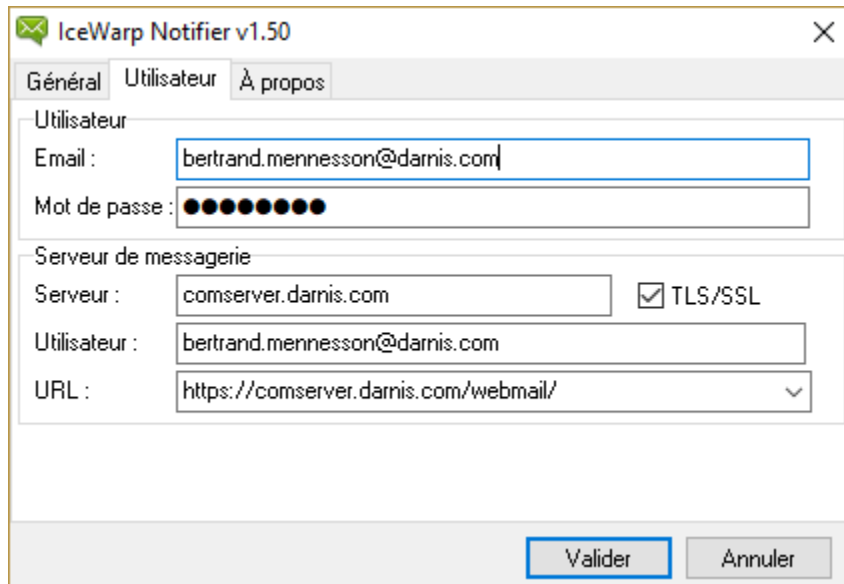 IceWarp Notifier v1.50
Général Utilisateur À propos
Utilisateur
Email : bertrand.mennesson@darnis.com
Mot de passe : ●●●●●●●●
Serveur de messagerie
Serveur : comserver.darnis.com TLS/SSL
Utilisateur : bertrand.mennesson@darnis.com
URL : https://comserver.darnis.com/webmail/
Valider Annuler